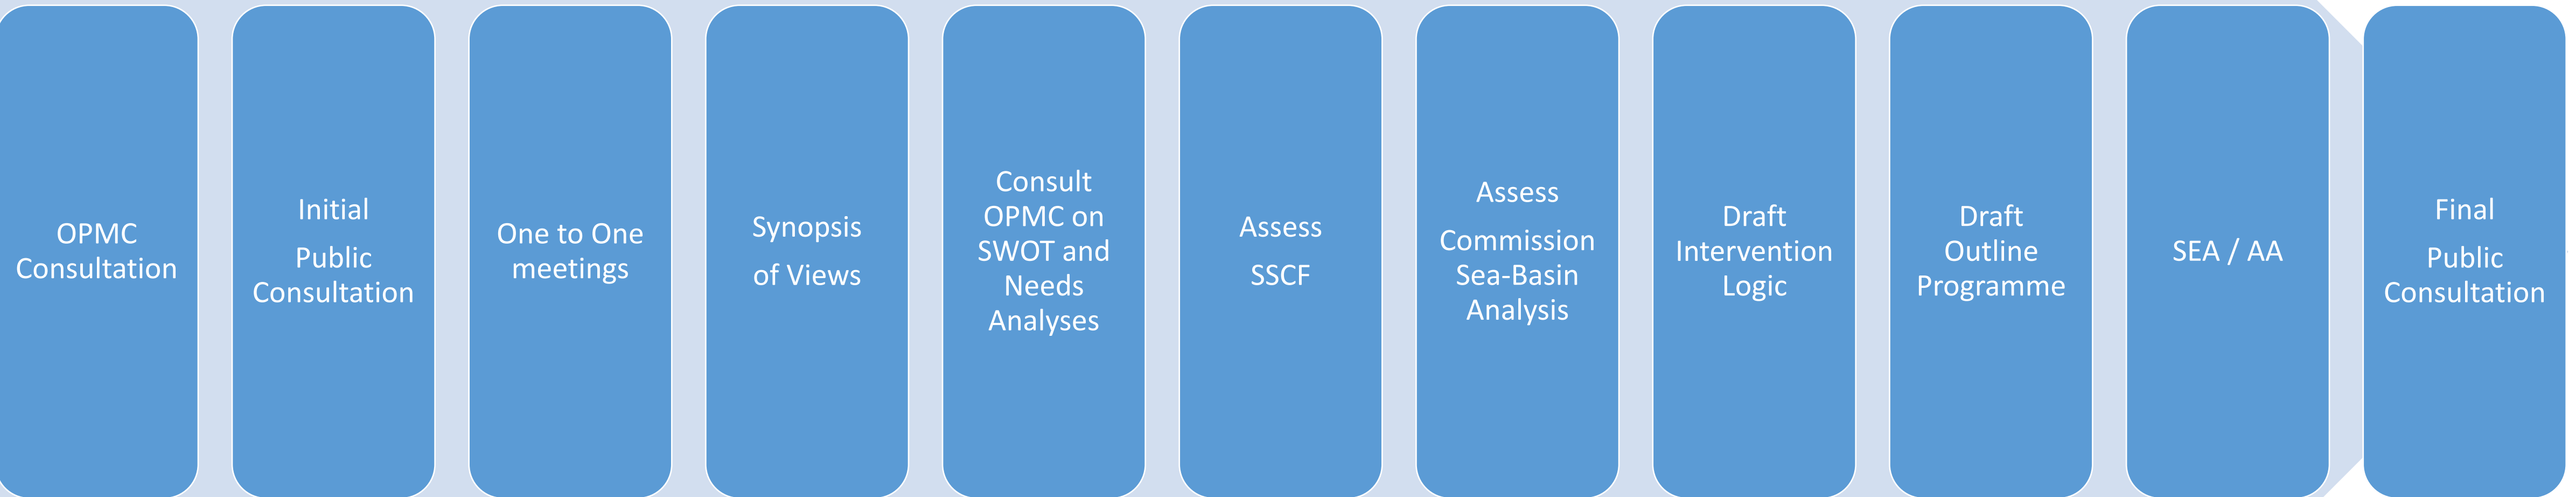 OPMC
Consultation
Initial
Public
Consultation
One to One
meetings
Synopsis
of Views
Consult
OPMC on
SWOT and
Needs
Analyses
Assess
SSCF
Assess
Commission
Sea-Basin
Analysis
Draft
Intervention
Logic
Draft
Outline
Programme
SEA / AA
Final
Public
Consultation